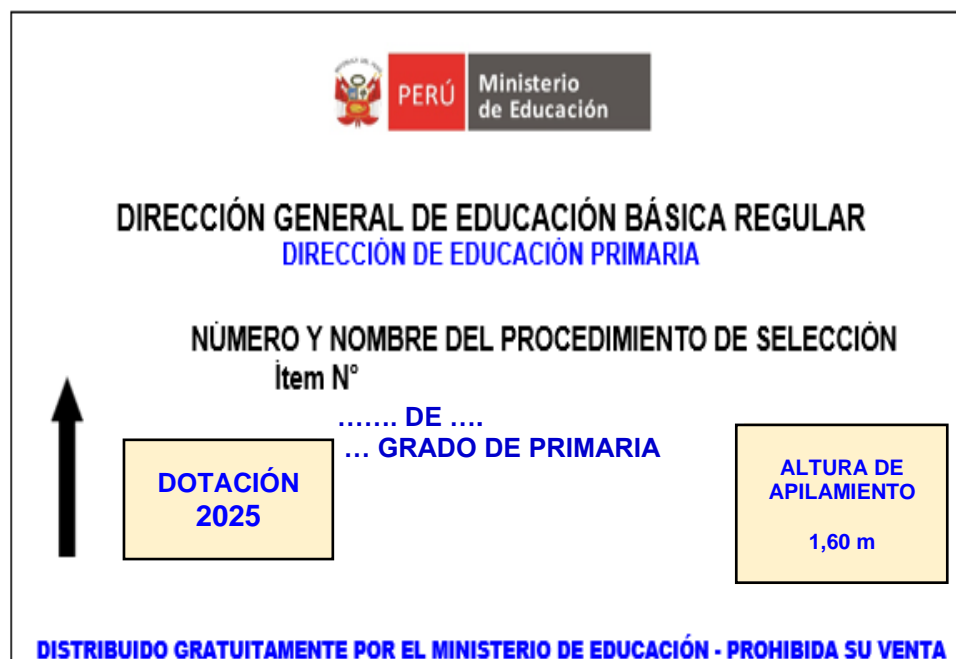 PERÚ
Ministerio
de Educación
DIRECCIÓN GENERAL DE EDUCACIÓN BÁSICA REGULAR
DIRECCIÓN DE EDUCACIÓN PRIMARIA
NÚMERO Y NOMBRE DEL PROCEDIMIENTO DE SELECCIÓN
Ítem N°
....... DE ....
... GRADO DE PRIMARIA
DOTACIÓN
2025
ALTURA DE
APILAMIENTO
1,60 m
DISTRIBUIDO GRATUITAMENTE POR EL MINISTERIO DE EDUCACIÓN - PROHIBIDA SU VENTA